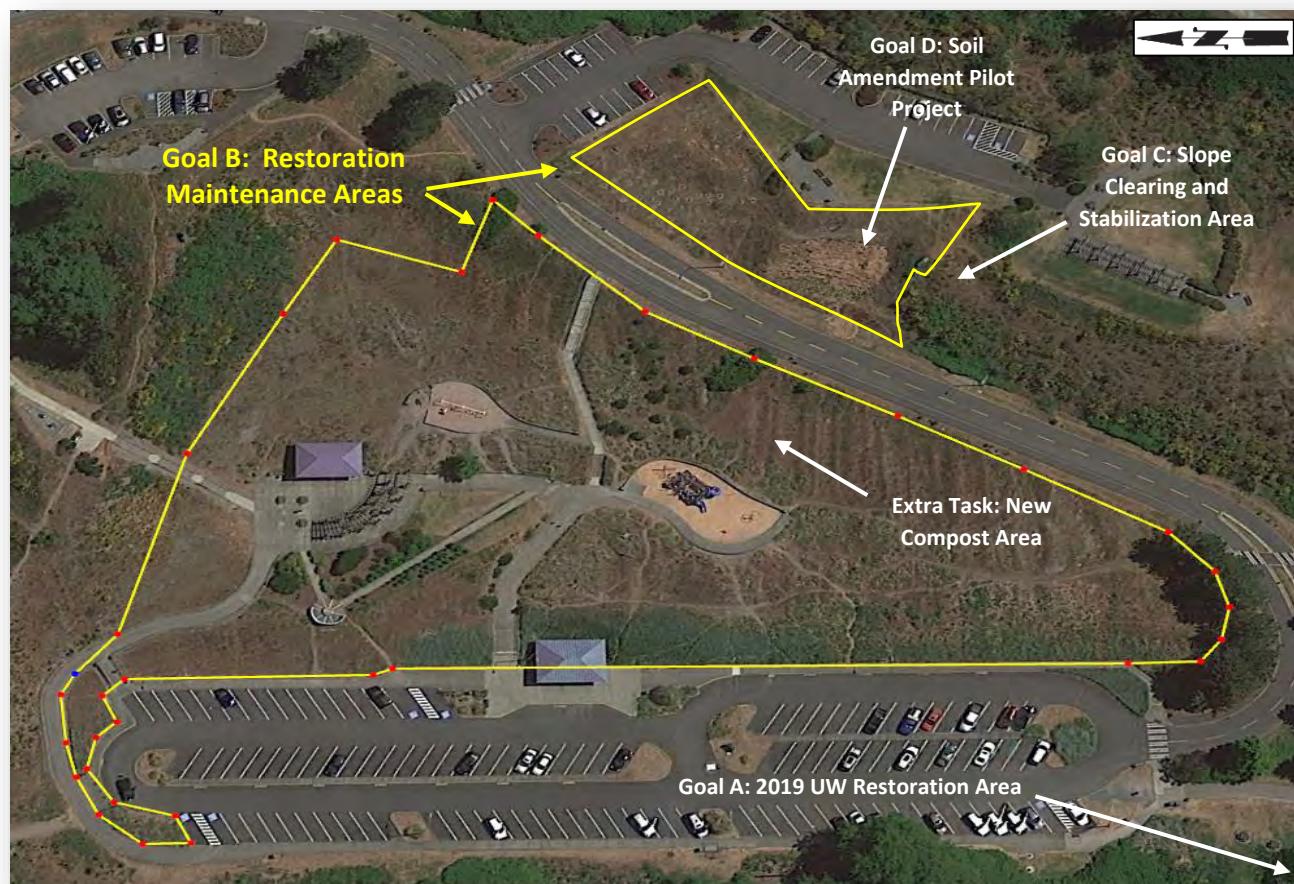 Goal D: Soil
Amendment Pilot
Project
Goal B: Restoration
Maintenance Areas
Goal C: Slope
Clearing and
Stabilization Area
Extra Task: New
Compost Area
Goal A: 2019 UW Restoration Area
N